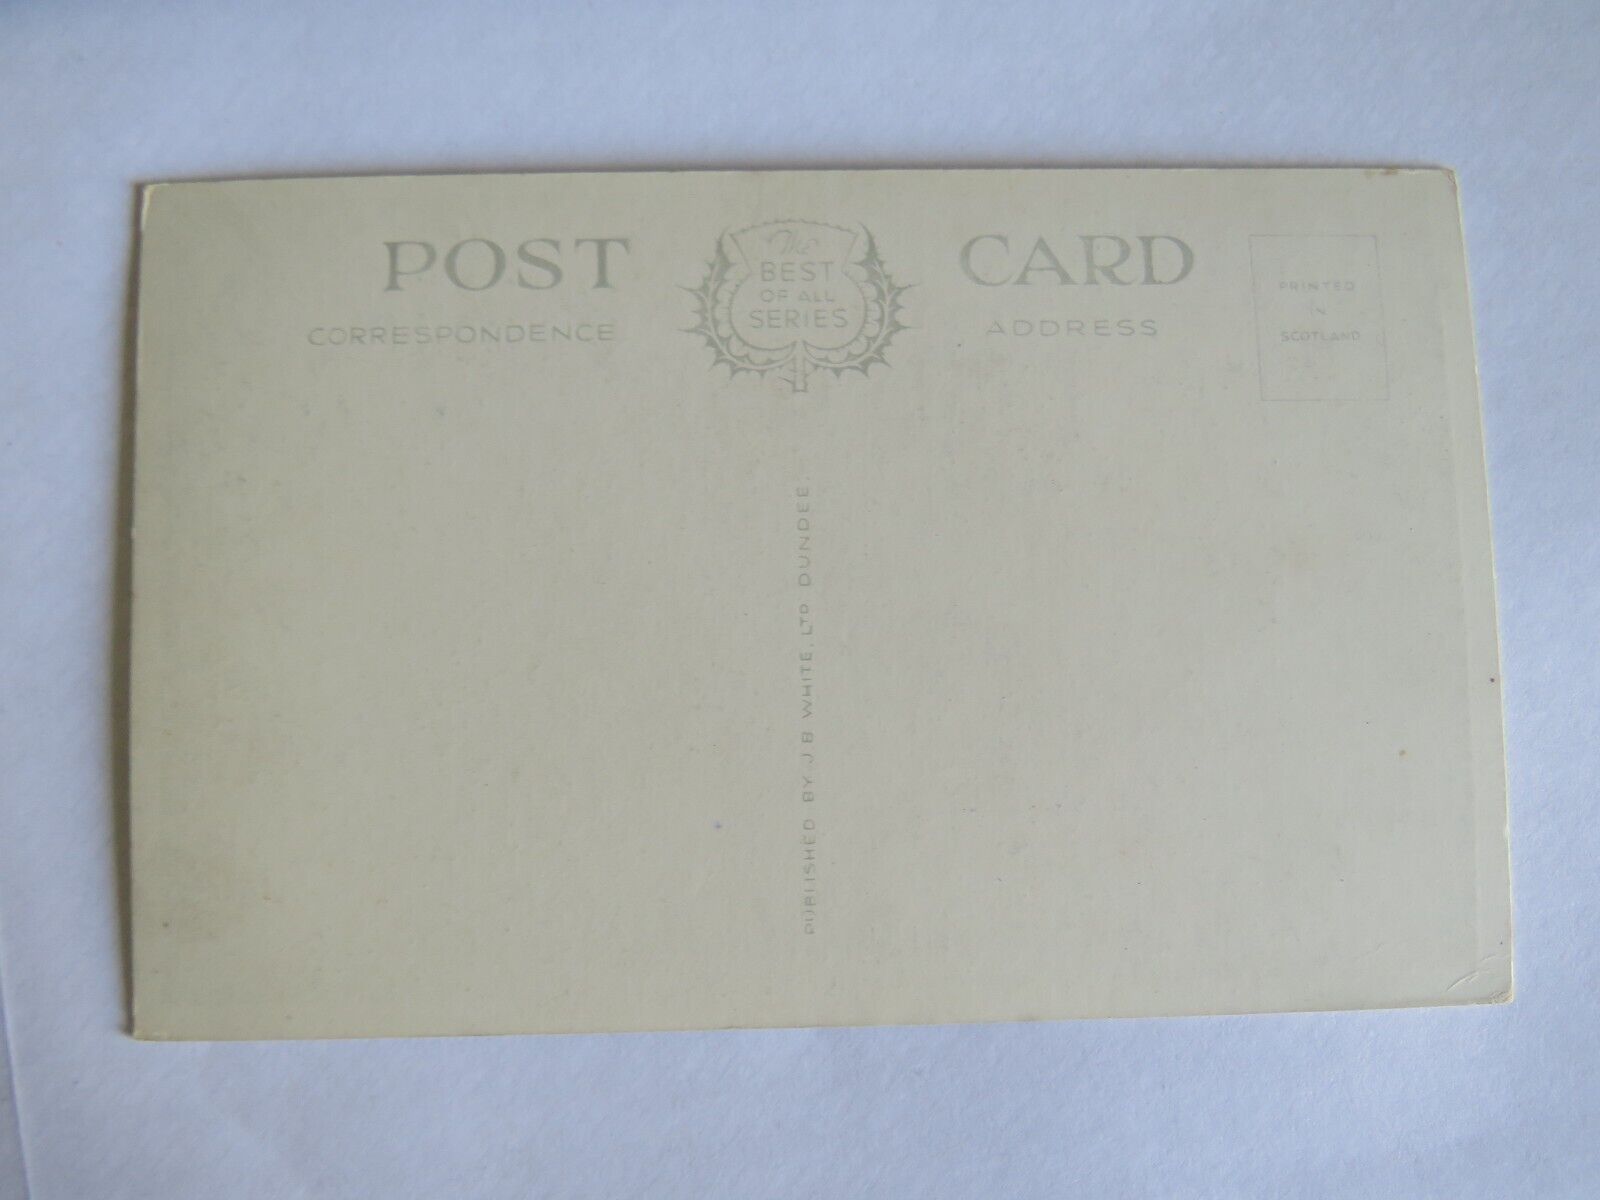 POST CARD
The
BEST
OF ALL
SERIES
CORRESPONDENCE
ADDRESS
PRINTED
IN
SCOTLAND
PUBLISHED BY J B WHITE, LTD DUNDEE.